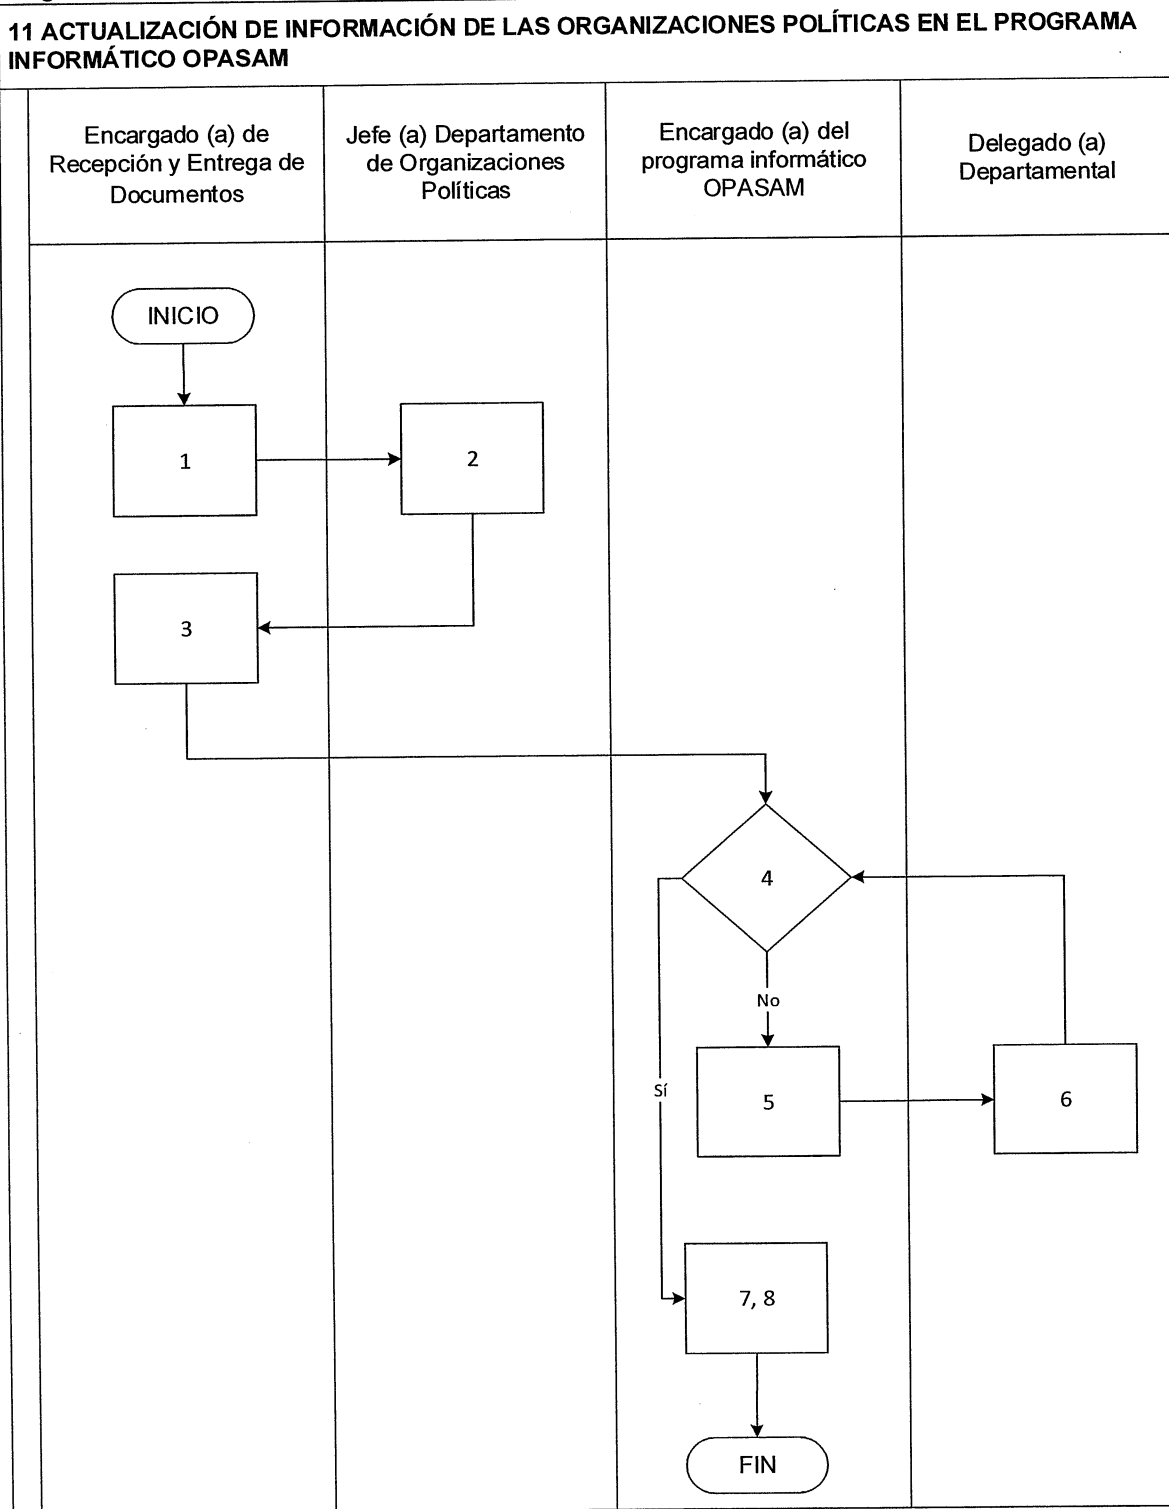 11 ACTUALIZACIÓN DE INFORMACIÓN DE LAS ORGANIZACIONES POLÍTICAS EN EL PROGRAMA
INFORMÁTICO OPASAM
Encargado (a) de
Recepción y Entrega de
Documentos
Jefe (a) Departamento
de Organizaciones
Políticas
Encargado (a) del
programa informático
OPASAM
Delegado (a)
Departamental
INICIO
1
2
3
4
No
Sí
5
6
7, 8
FIN